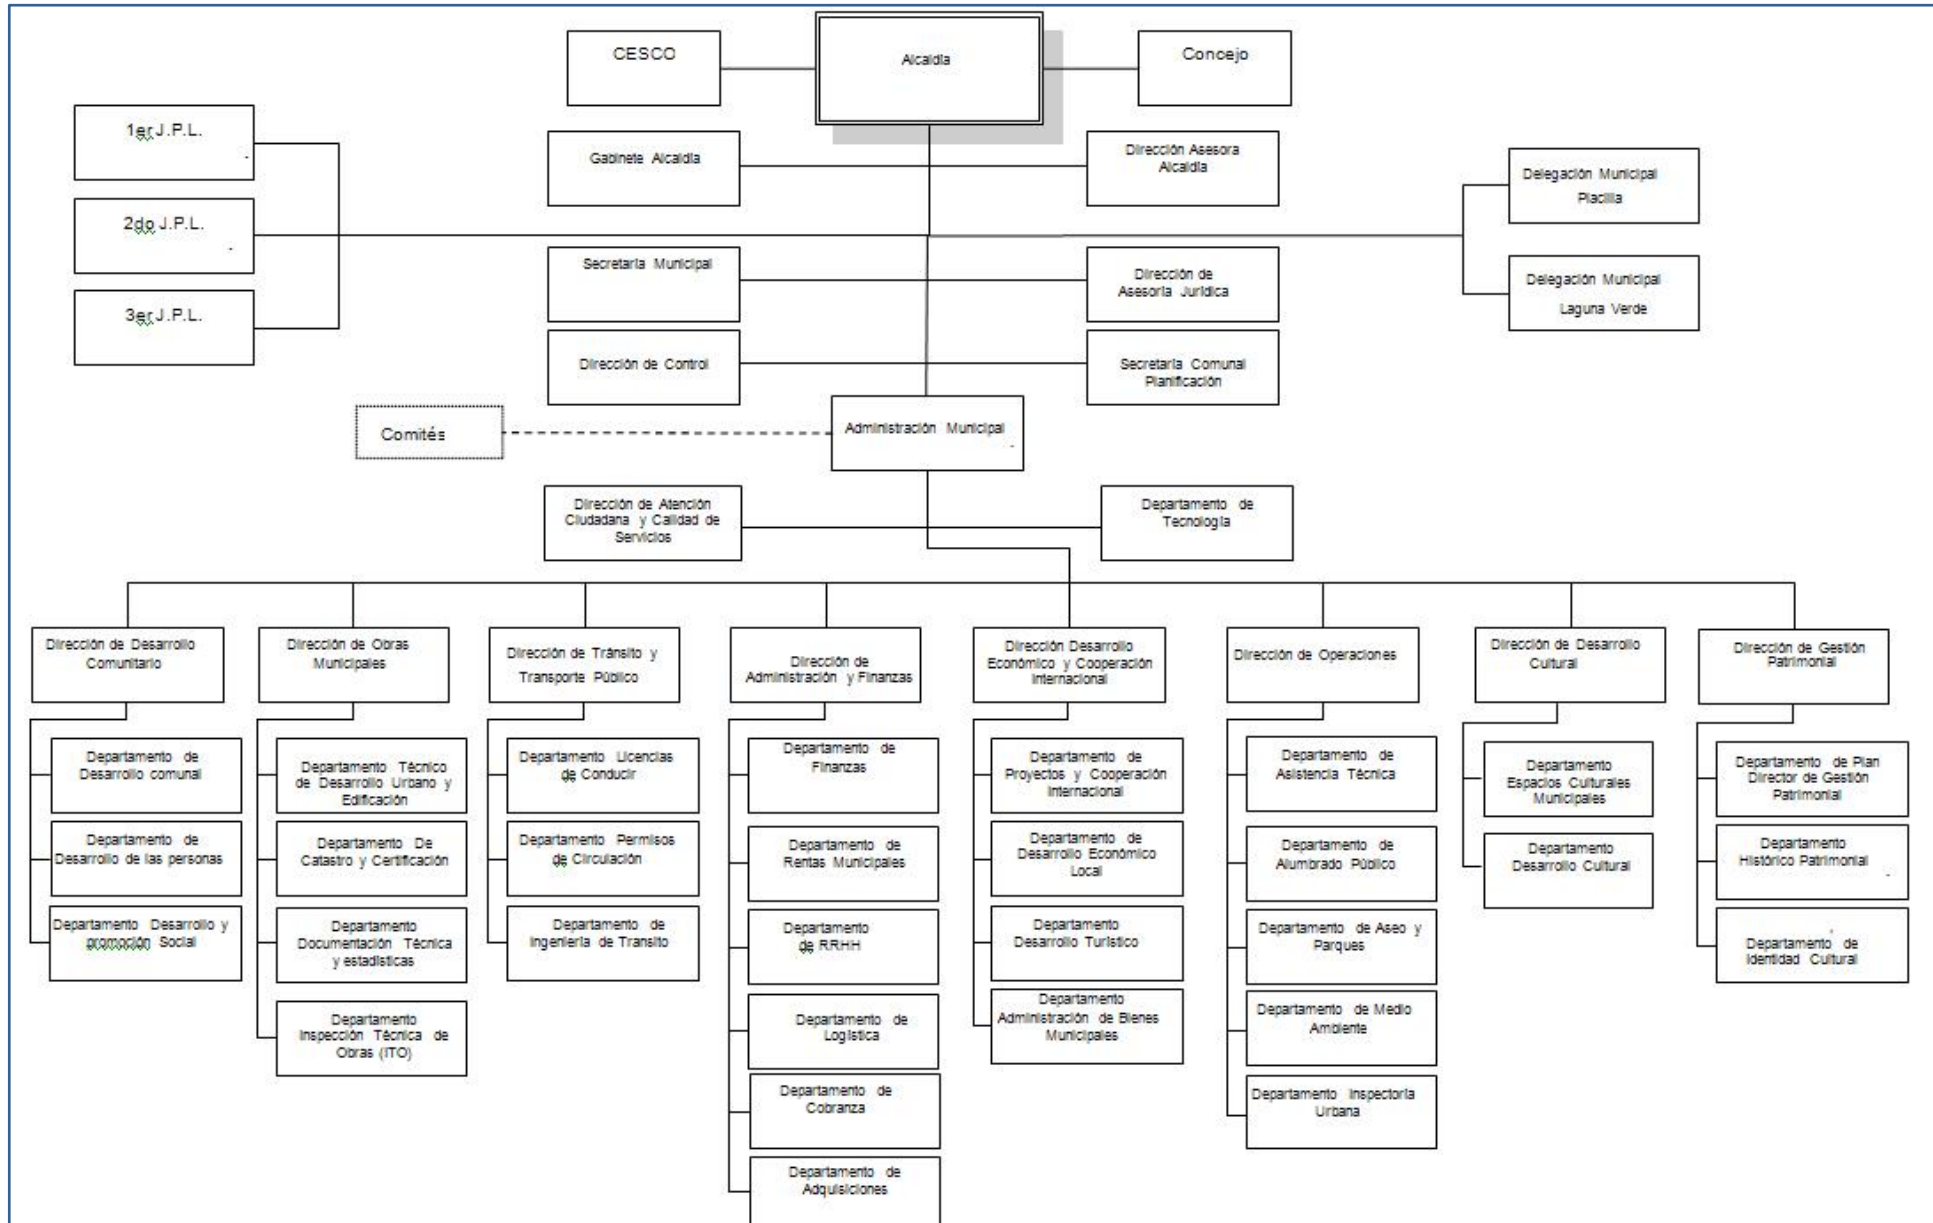 CESCO
Alcaldía
Concejo
1er J.P.L.
2do J.P.L.
3er J.P.L.
Gabinete Alcaldía
Dirección Asesora
Alcaldía
Delegación Municipal
Placilla
Secretaría Municipal
Dirección de
Asesoría Jurídica
Delegación Municipal
Laguna Verde
Dirección de Control
Secretaría Comunal
Planificación
Comités
Administración Municipal
Dirección de Atención
Ciudadana y Calidad de
Servicios
Departamento de
Tecnología
Dirección de Desarrollo
Comunitario
Departamento de
Desarrollo comunal
Departamento de
Desarrollo de las personas
Departamento Desarrollo y
promoción Social
Dirección de Obras
Municipales
Departamento Técnico
de Desarrollo Urbano y
Edificación
Departamento De
Catastro y Certificación
Departamento
Documentación Técnica
y estadísticas
Departamento
Inspección Técnica de
Obras (ITO)
Dirección de Tránsito y
Transporte Público
Departamento Licencias
de Conducir
Departamento Permisos
de Circulación
Departamento de
Ingeniería de Transito
Dirección de
Administración y Finanzas
Departamento de
Finanzas
Departamento de
Rentas Municipales
Departamento
de RRHH
Departamento de
Logística
Departamento de
Cobranza
Departamento de
Adquisiciones
Dirección Desarrollo
Económico y Cooperación
Internacional
Departamento de
Proyectos y Cooperación
Internacional
Departamento de
Desarrollo Económico
Local
Departamento
Desarrollo Turístico
Departamento
Administración de Bienes
Municipales
Dirección de Operaciones
Departamento de
Asistencia Técnica
Departamento de
Alumbrado Público
Departamento de Aseo y
Parques
Departamento de Medio
Ambiente
Departamento Inspectoría
Urbana
Dirección de Desarrollo
Cultural
Departamento
Espacios Culturales
Municipales
Departamento
Desarrollo Cultural
Dirección de Gestión
Patrimonial
Departamento de Plan
Director de Gestión
Patrimonial
Departamento
Histórico Patrimonial
Departamento de
Identidad Cultural